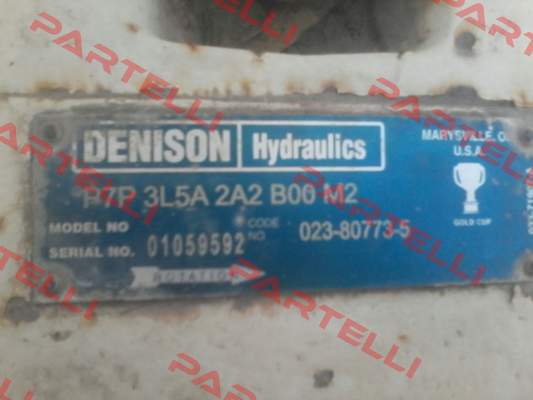 DENISON Hydraulics
MARYSVILLE, O.
U.S.A.
GOLD CUP
P7P 3L5A 2A2 B00 M2
MODEL NO
CODE NO 023-80773-5
SERIAL NO. 01059592
ROTATIO
PARTELLI
PARTELLI
PARTELLI
PARTELLI
PARTELLI
PARTELLI